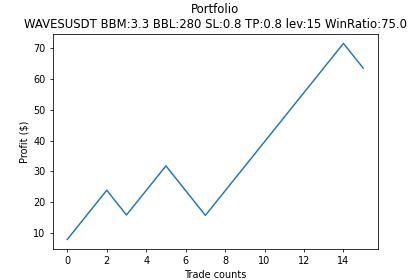 Portfolio
WAVESUSDT BBM:3.3 BBL:280 SL:0.8 TP:0.8 lev:15 WinRatio:75.0
70
60
50
40
30
20
10
Profit ($)
0 2 4 6 8 10 12 14
Trade counts